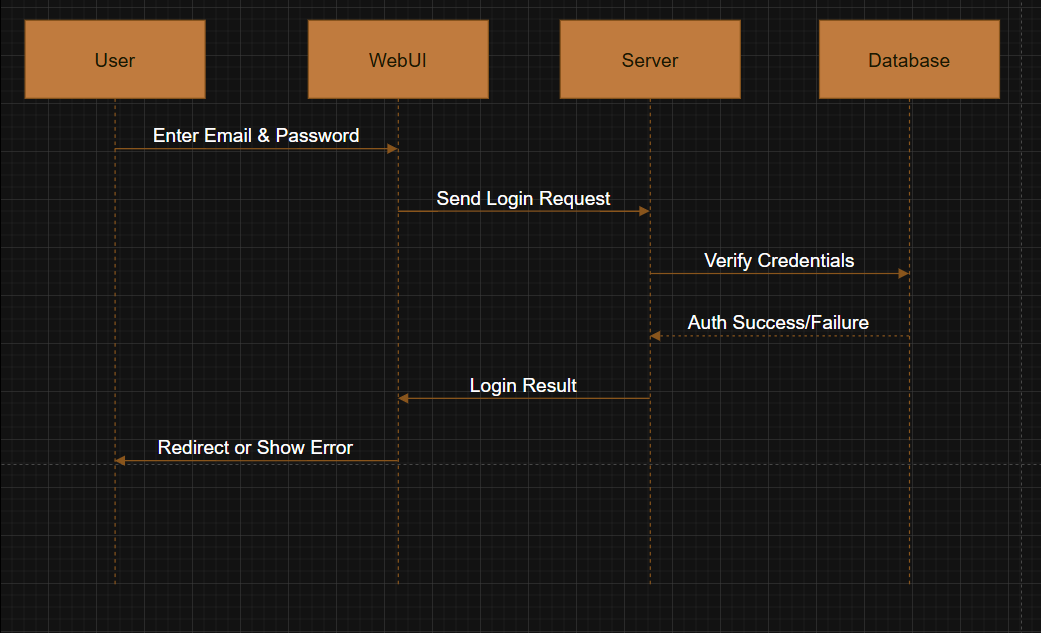 User
WebUI
Server
Database
Enter Email & Password
Send Login Request
Verify Credentials
Auth Success/Failure
Login Result
Redirect or Show Error